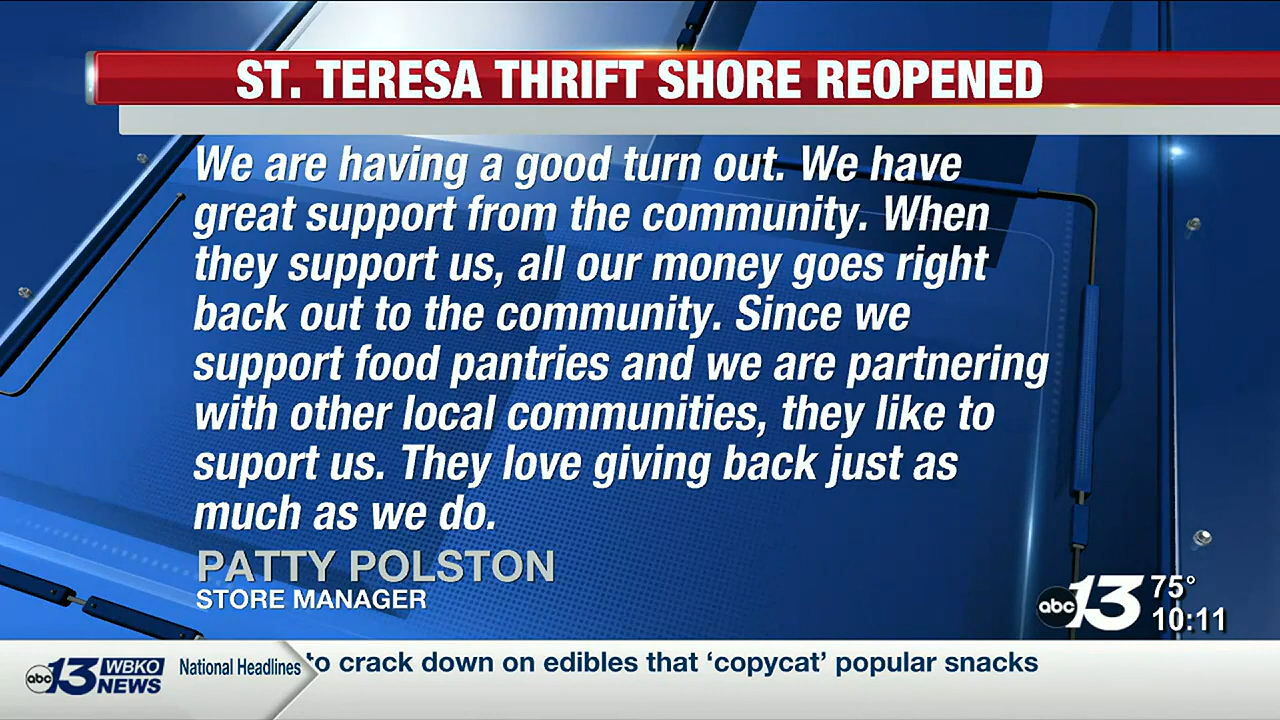 ST. TERESA THRIFT SHORE REOPENED
We are having a good turn out. We have
great support from the community. When
they support us, all our money goes right
back out to the community. Since we
support food pantries and we are partnering
with other local communities, they like to
suport us. They love giving back just as
much as we do.
PATTY POLSTON
STORE MANAGER
abc 13 75°
10:11
abc 13 WBKO NEWS National Headlines to crack down on edibles that ‘copycat’ popular snacks